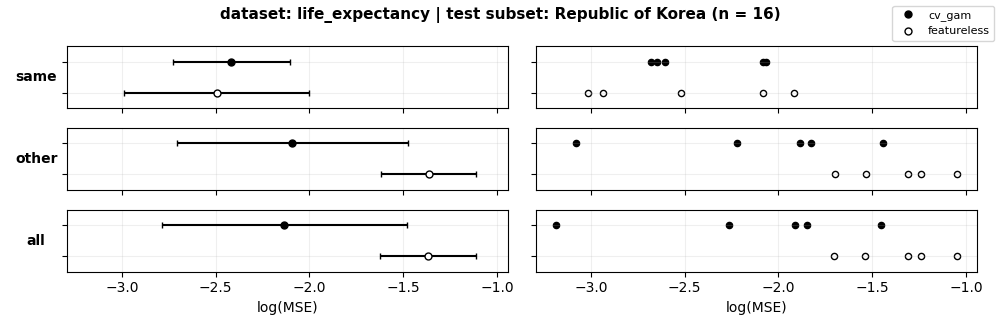 dataset: life_expectancy | test subset: Republic of Korea (n = 16)
cv_gam
featureless
same
other
all
−3.0 −2.5 −2.0 −1.5 −1.0
log(MSE)
−3.0 −2.5 −2.0 −1.5 −1.0
log(MSE)